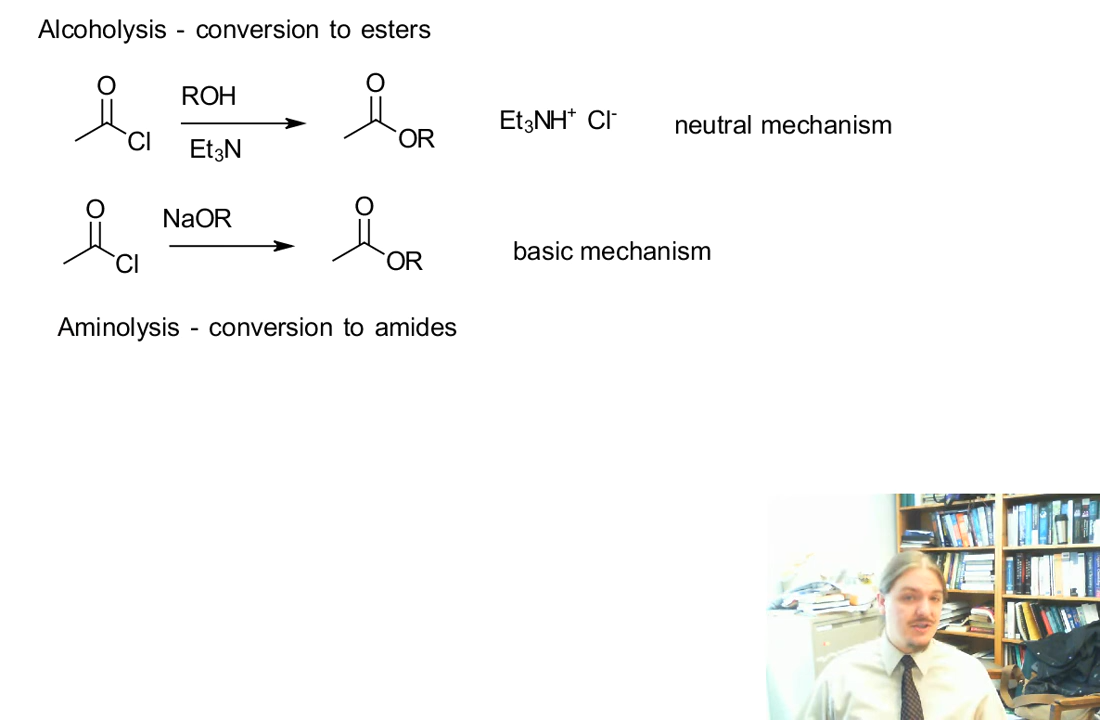 Alcoholysis - conversion to esters
O
Cl
ROH
Et₃N
O
OR
Et₃NH⁺ Cl⁻
neutral mechanism
O
Cl
NaOR
O
OR
basic mechanism
Aminolysis - conversion to amides